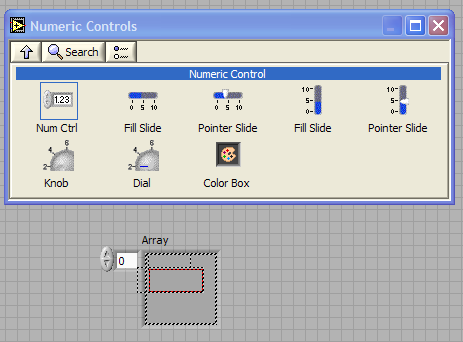 Numeric Controls
Search
Numeric Control
1.23
0 5 10
0 5 10
10-
5-
0-
10-
5-
0-
Num Ctrl Fill Slide Pointer Slide Fill Slide Pointer Slide
2 4 6
2 4 6
Knob Dial Color Box
Array
0